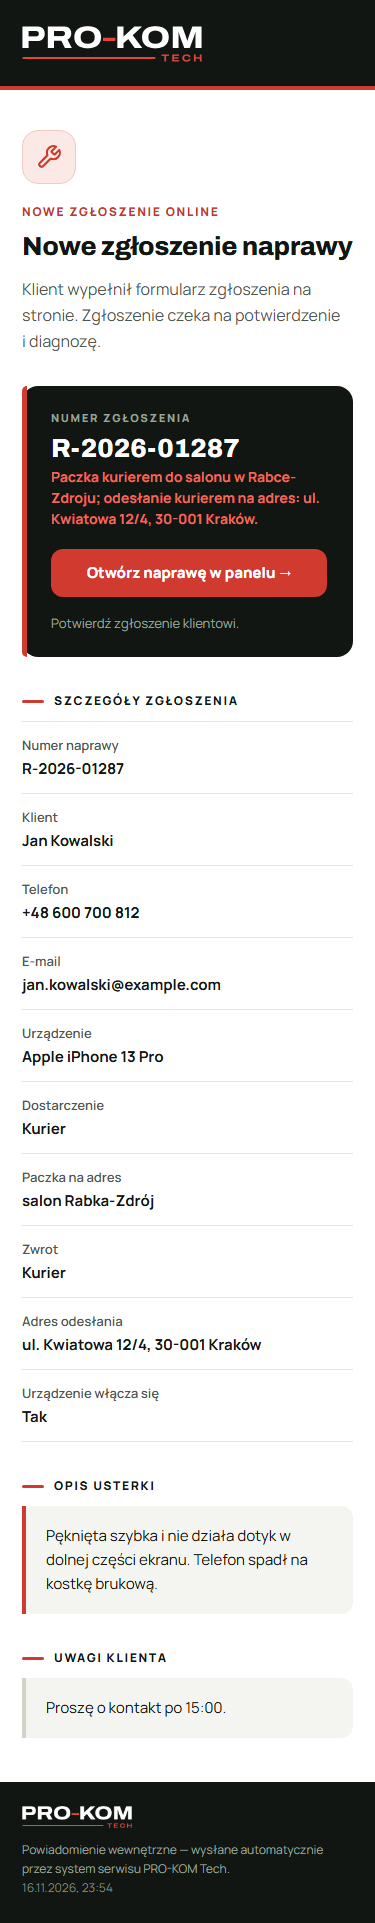 PRO-KOM
TECH
NOWE ZGŁOSZENIE ONLINE
Nowe zgłoszenie naprawy
Klient wypełnił formularz zgłoszenia na
stronie. Zgłoszenie czeka na potwierdzenie
i diagnozę.
NUMER ZGŁOSZENIA
R-2026-01287
Paczka kurierem do salonu w Rabce-
Zdroju; odesłanie kurierem na adres: ul.
Kwiatowa 12/4, 30-001 Kraków.
Otwórz naprawę w panelu →
Potwierdź zgłoszenie klientowi.
SZCZEGÓŁY ZGŁOSZENIA
Numer naprawy
R-2026-01287
Klient
Jan Kowalski
Telefon
+48 600 700 812
E-mail
jan.kowalski@example.com
Urządzenie
Apple iPhone 13 Pro
Dostarczenie
Kurier
Paczka na adres
salon Rabka-Zdrój
Zwrot
Kurier
Adres odesłania
ul. Kwiatowa 12/4, 30-001 Kraków
Urządzenie włącza się
Tak
OPIS USTERKI
Pęknięta szybka i nie działa dotyk w
dolnej części ekranu. Telefon spadł na
kostkę brukową.
UWAGI KLIENTA
Proszę o kontakt po 15:00.
PRO-KOM
TECH
Powiadomienie wewnętrzne — wysłane automatycznie
przez system serwisu PRO-KOM Tech.
16.11.2026, 23:54